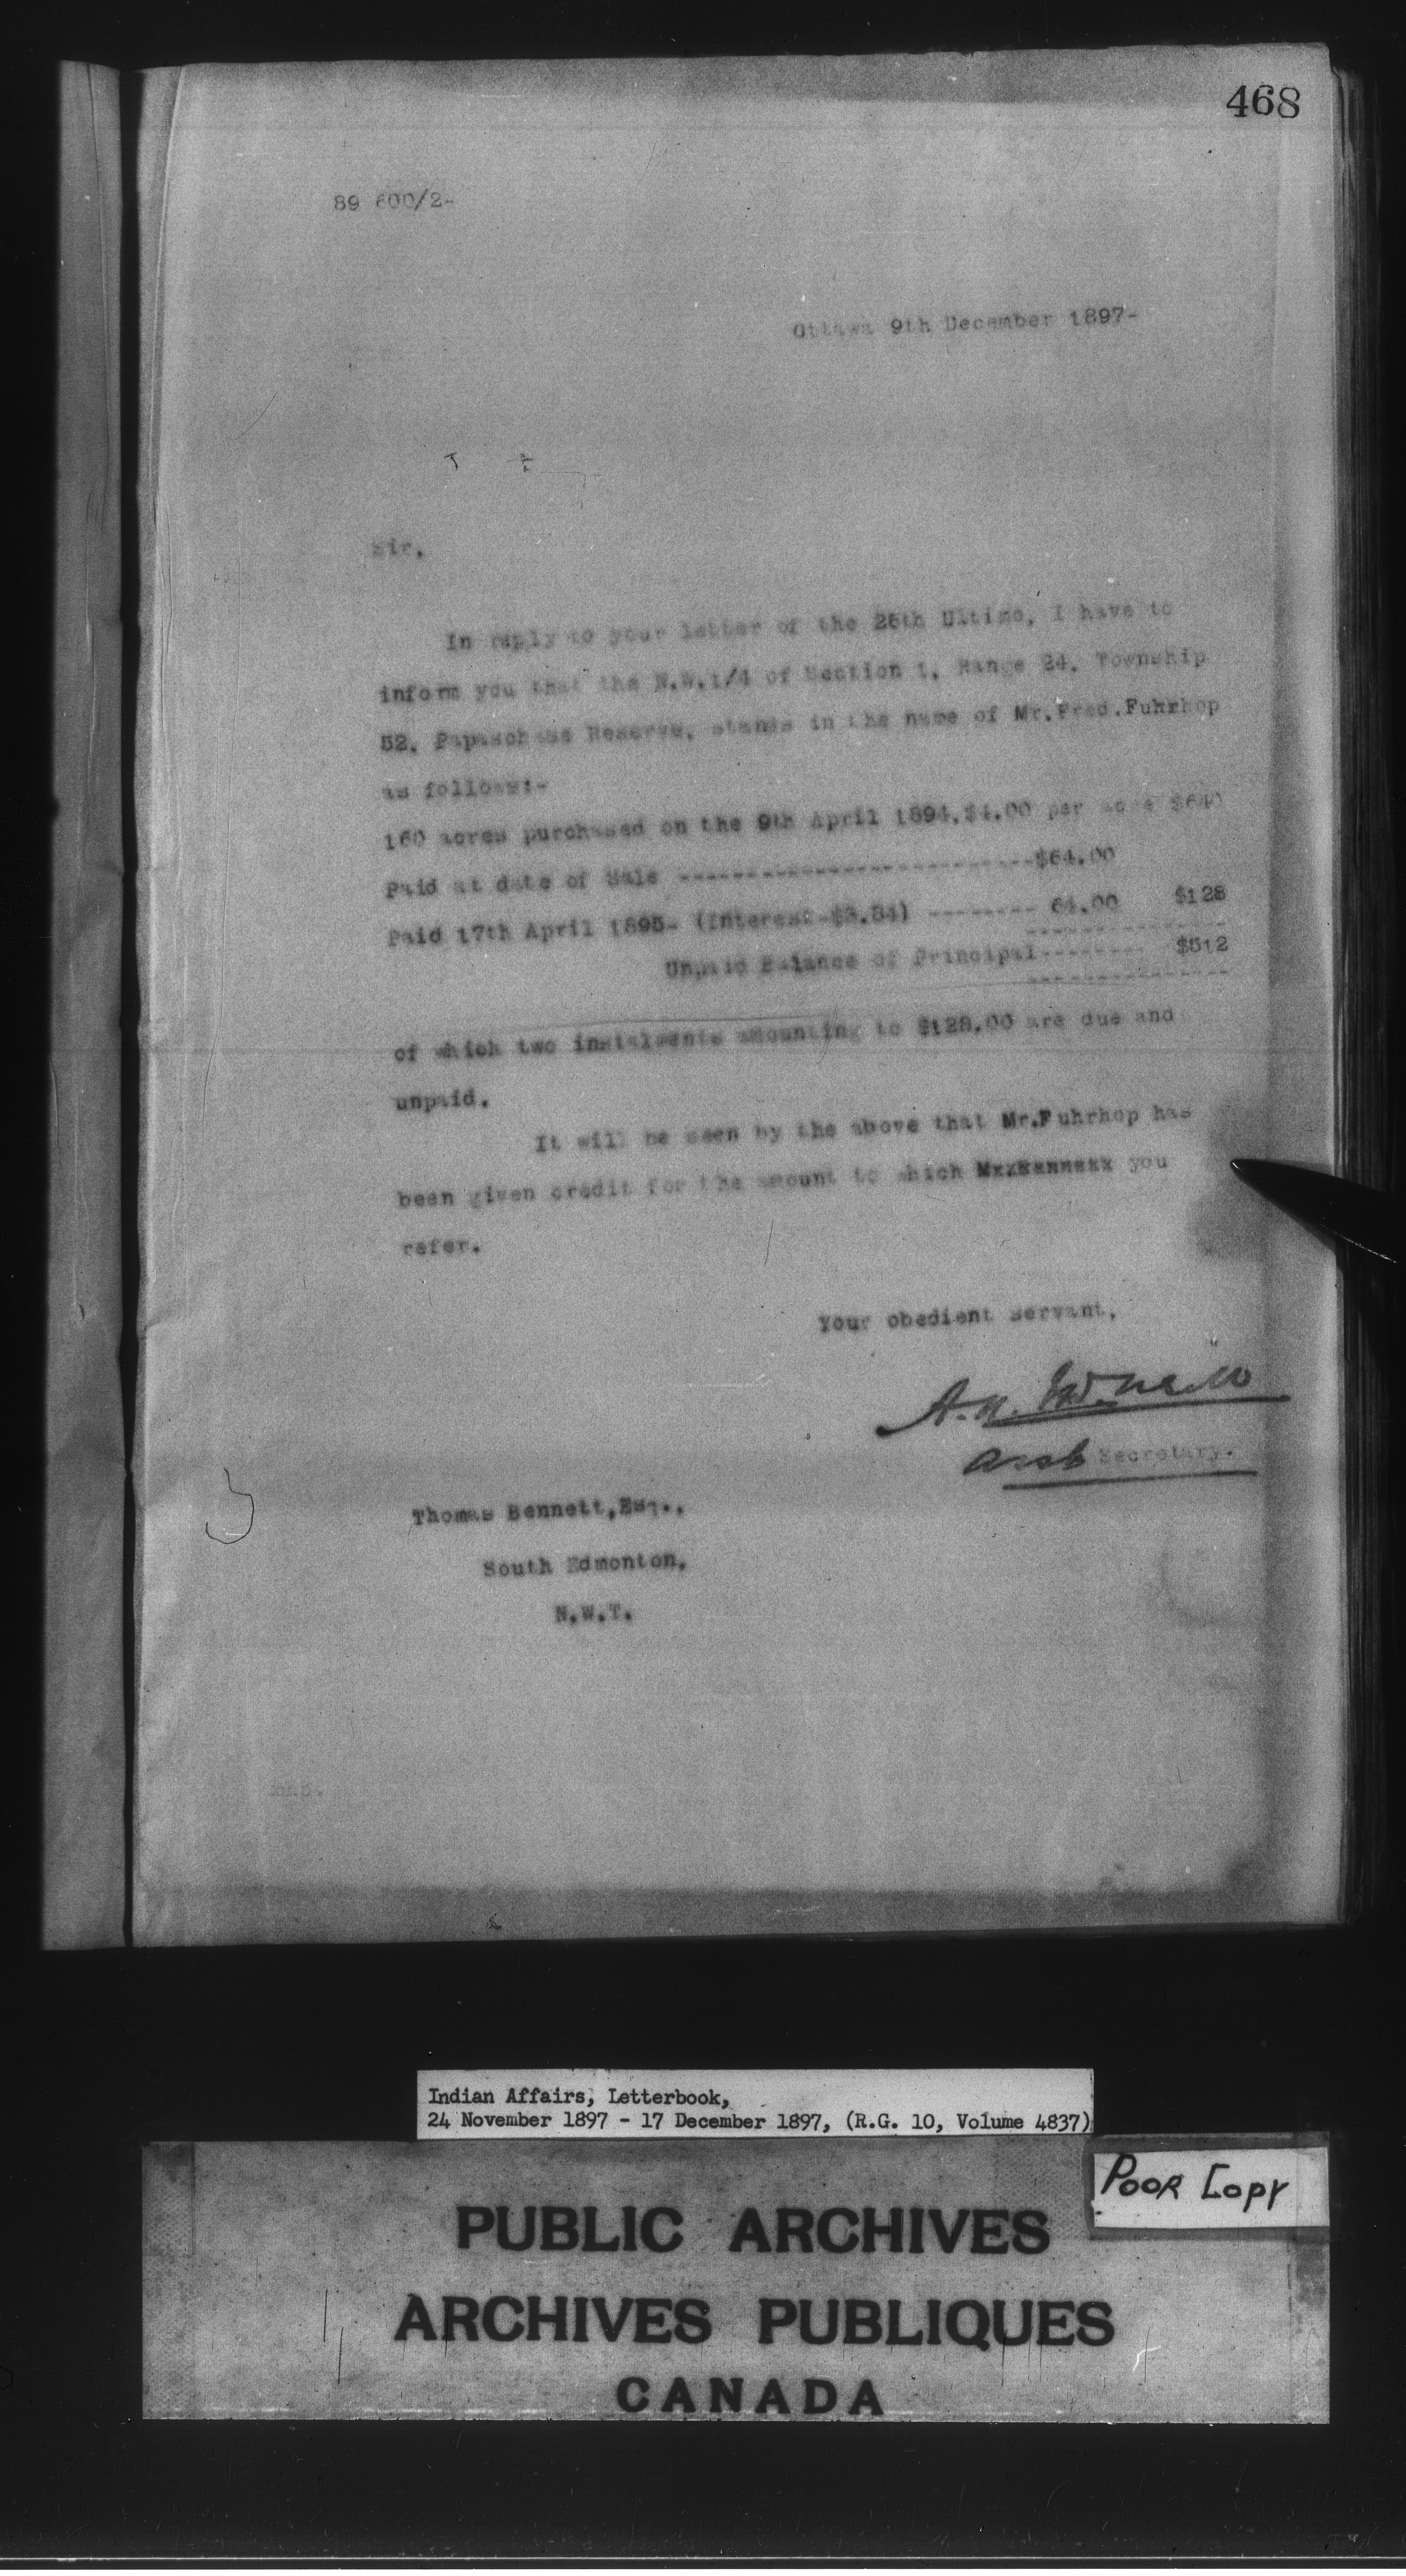 468
89 600/2-
Ottawa 9th December 1897-
Sir,
In reply to your letter of the 25th Ultimo, I have to
inform you that the N.W.1/4 of Section 1, Range 24, Township
52, Papaschase Reserve, stands in the name of Mr.Fred.Fuhrhop
as follows:-
160 acres purchased on the 9th April 1894,$4.00 per acre $640
Paid at date of Sale ---------------------------$64.00
Paid 17th April 1895- (Interest-$3.84) -------- 64.00 $128
Unpaid Balance of Principal-------- $512
of which two instalments amounting to $128.00 are due and
unpaid.
It will be seen by the above that Mr.Fuhrhop has
been given credit for the amount to which you
refer.
Your obedient servant,
A.N. McNeill
Asst Secretary.
Thomas Bennett,Esq.,
South Edmonton,
N.W.T.
Indian Affairs, Letterbook,
24 November 1897 - 17 December 1897, (R.G. 10, Volume 4837)
Poor Copy
PUBLIC ARCHIVES
ARCHIVES PUBLIQUES
CANADA